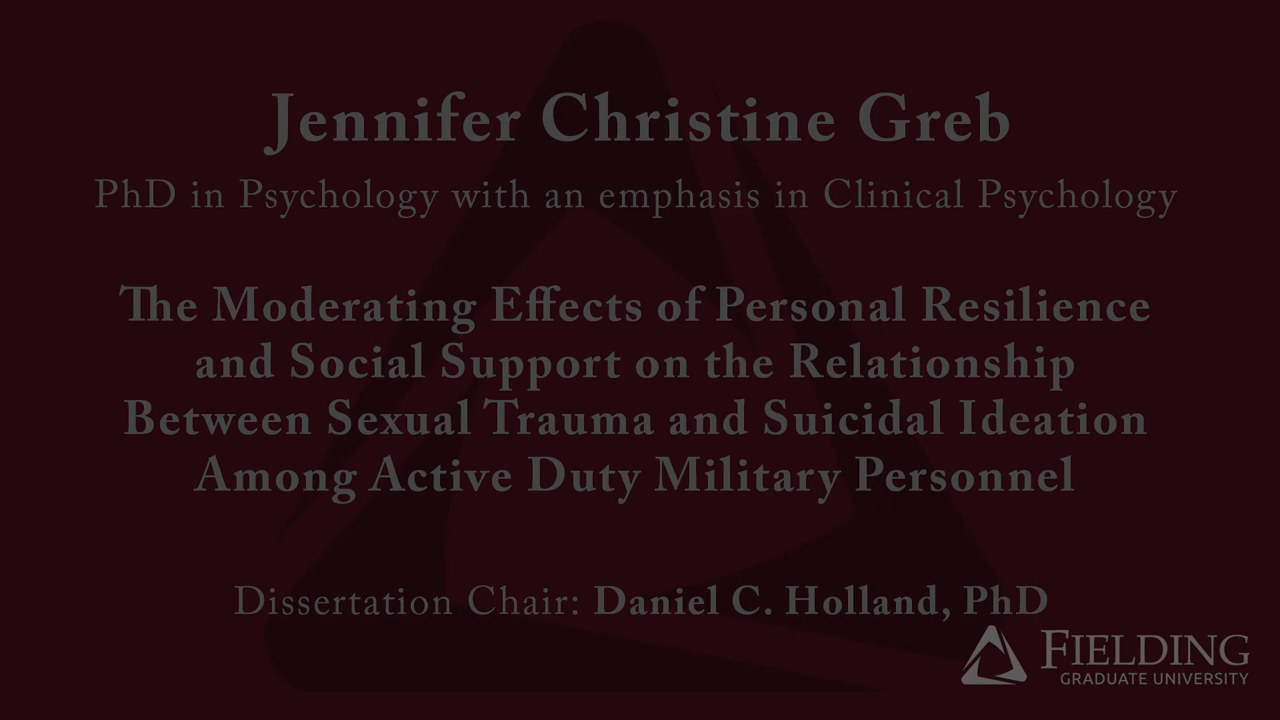 Jennifer Christine Greb
PhD in Psychology with an emphasis in Clinical Psychology
The Moderating Effects of Personal Resilience
and Social Support on the Relationship
Between Sexual Trauma and Suicidal Ideation
Among Active Duty Military Personnel
Dissertation Chair: Daniel C. Holland, PhD
FIELDING
GRADUATE UNIVERSITY